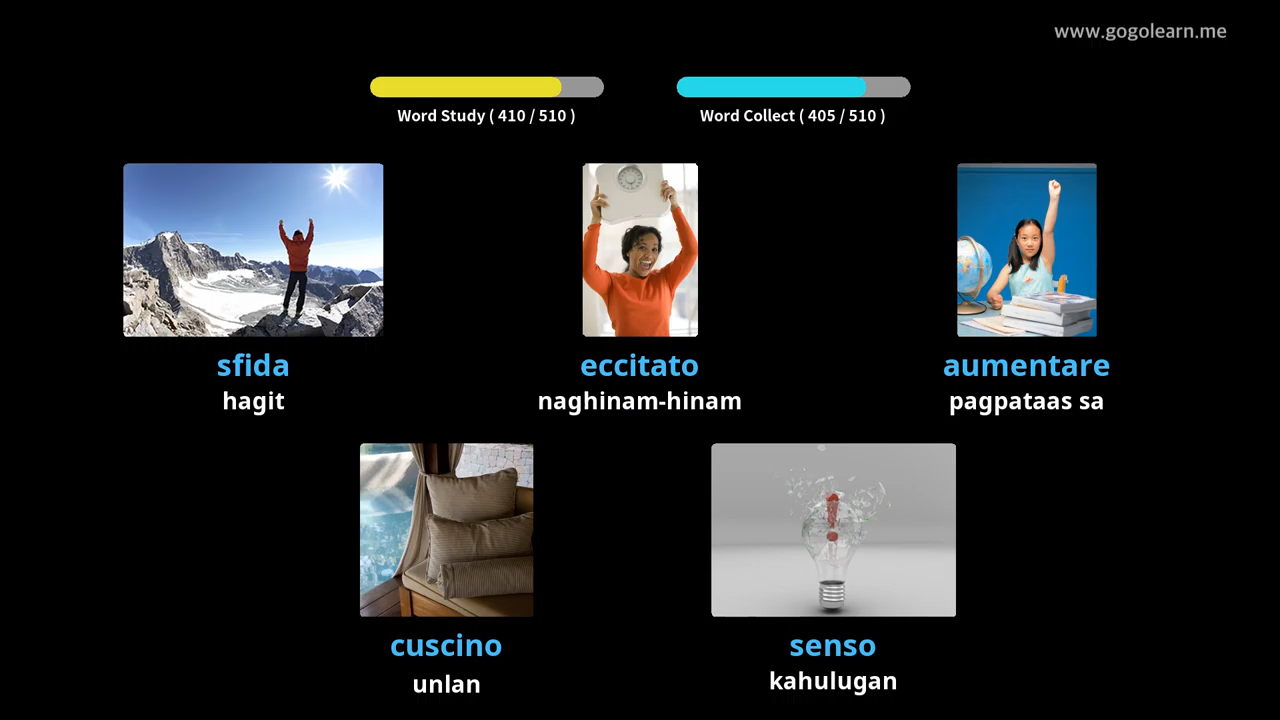 www.gogolearn.me
Word Study ( 410 / 510 )
Word Collect ( 405 / 510 )
sfida
hagit
eccitato
naghinam-hinam
aumentare
pagpataas sa
cuscino
unlan
senso
kahulugan